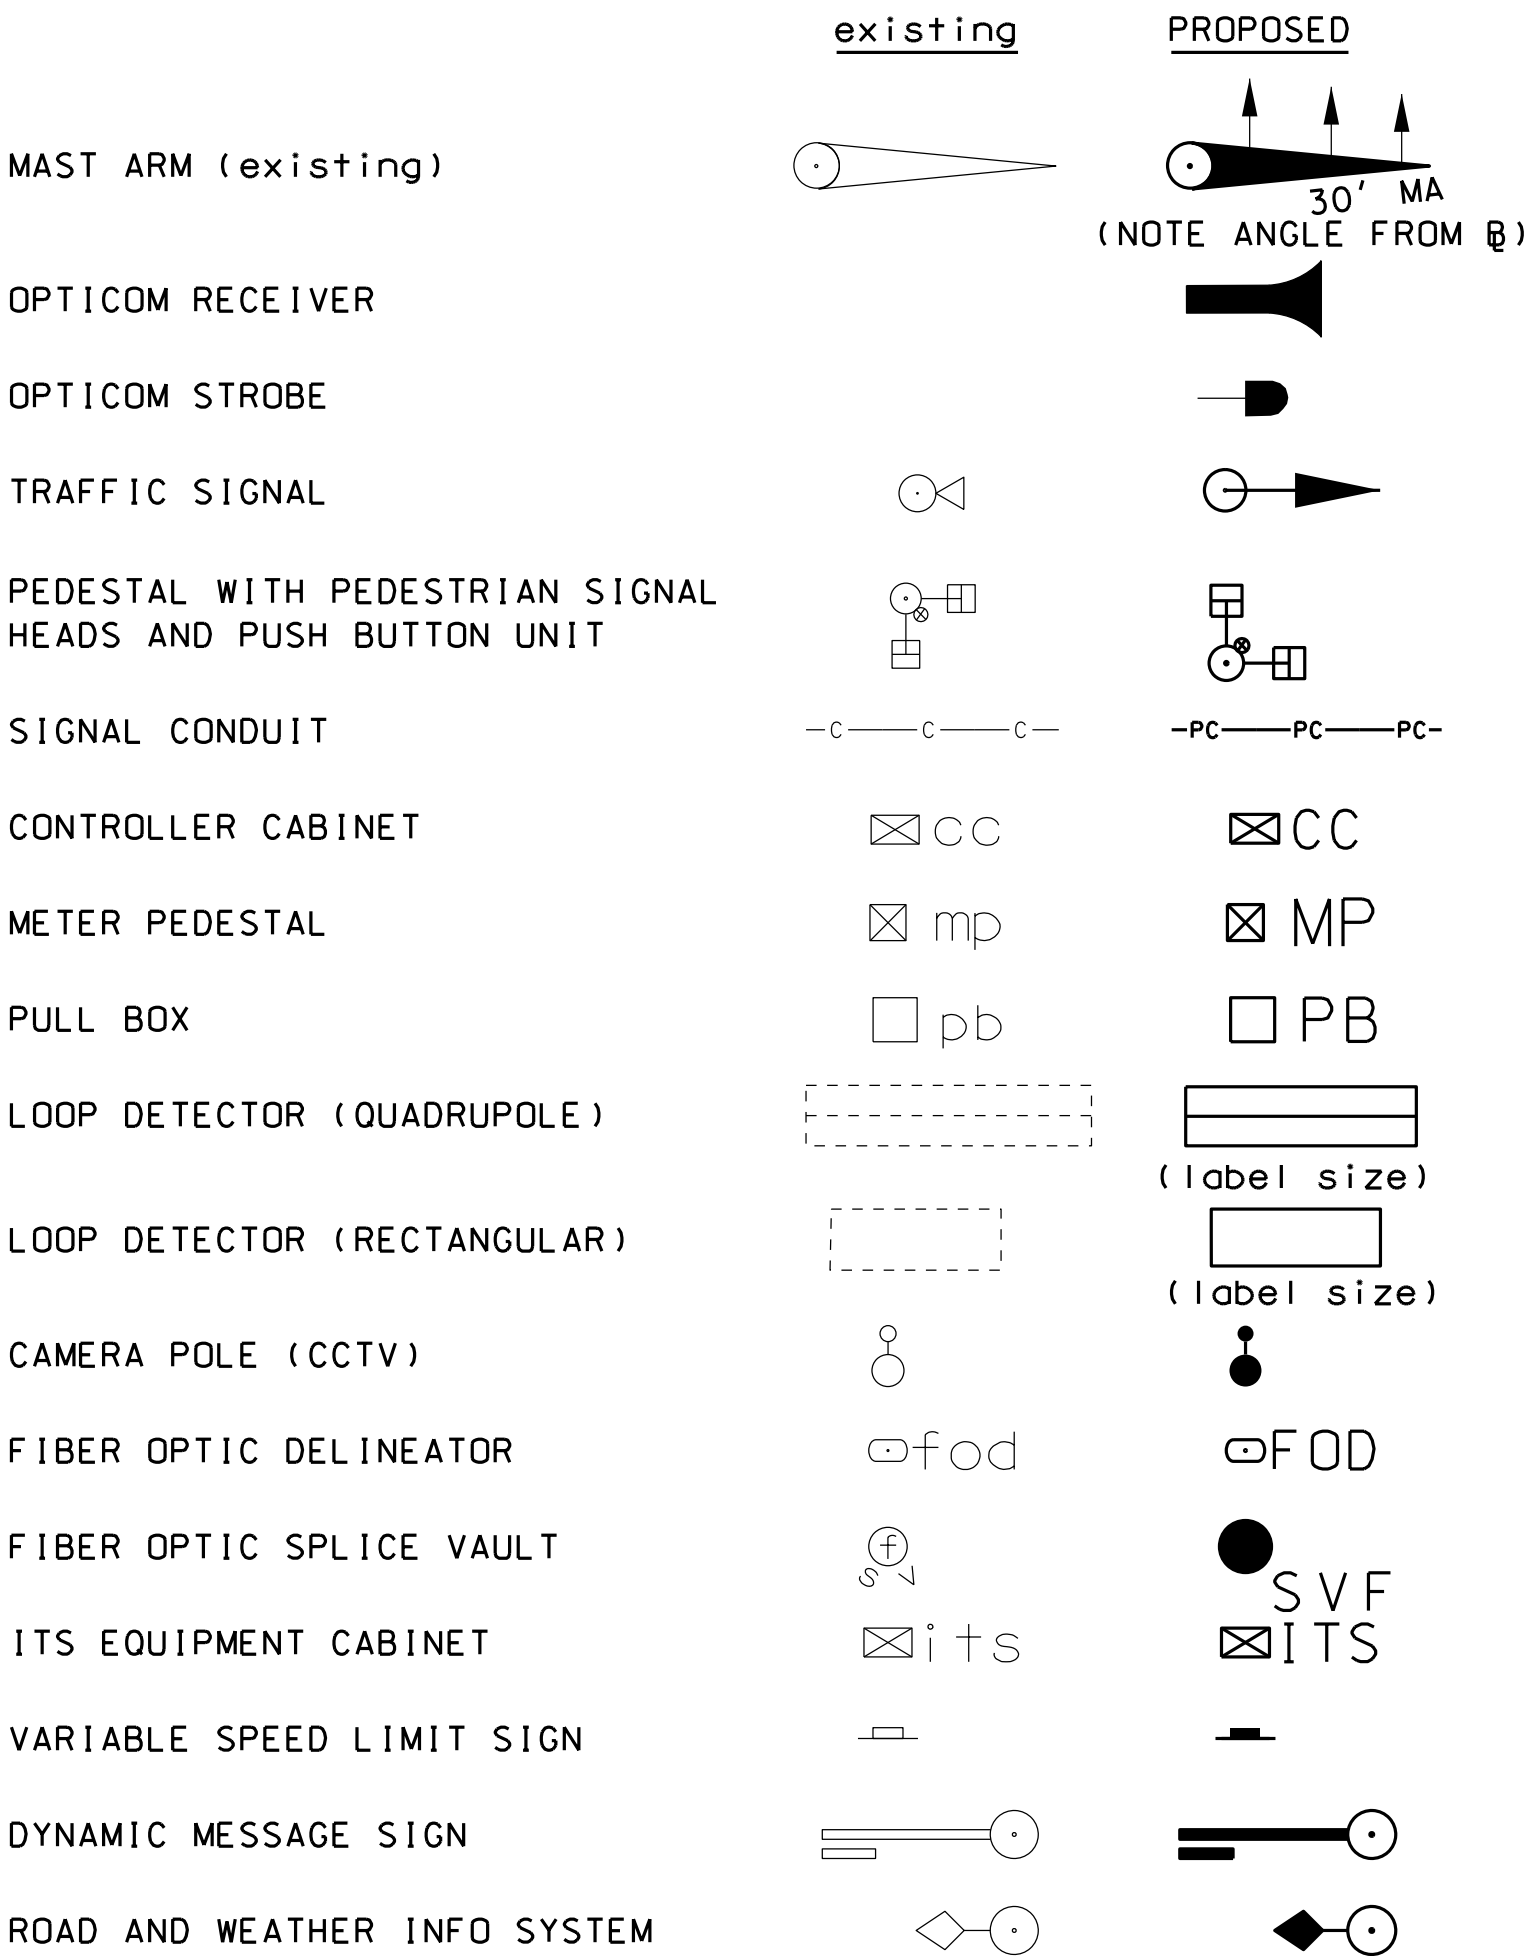 existing PROPOSED
MAST ARM (existing)
30' MA
(NOTE ANGLE FROM BL)
OPTICOM RECEIVER
OPTICOM STROBE
TRAFFIC SIGNAL
PEDESTAL WITH PEDESTRIAN SIGNAL
HEADS AND PUSH BUTTON UNIT
SIGNAL CONDUIT C C C PC PC PC
CONTROLLER CABINET cc CC
METER PEDESTAL mp MP
PULL BOX pb PB
LOOP DETECTOR (QUADRUPOLE)
(label size)
LOOP DETECTOR (RECTANGULAR)
(label size)
CAMERA POLE (CCTV)
FIBER OPTIC DELINEATOR fod FOD
FIBER OPTIC SPLICE VAULT f
s v SVF
ITS EQUIPMENT CABINET its ITS
VARIABLE SPEED LIMIT SIGN
DYNAMIC MESSAGE SIGN
ROAD AND WEATHER INFO SYSTEM